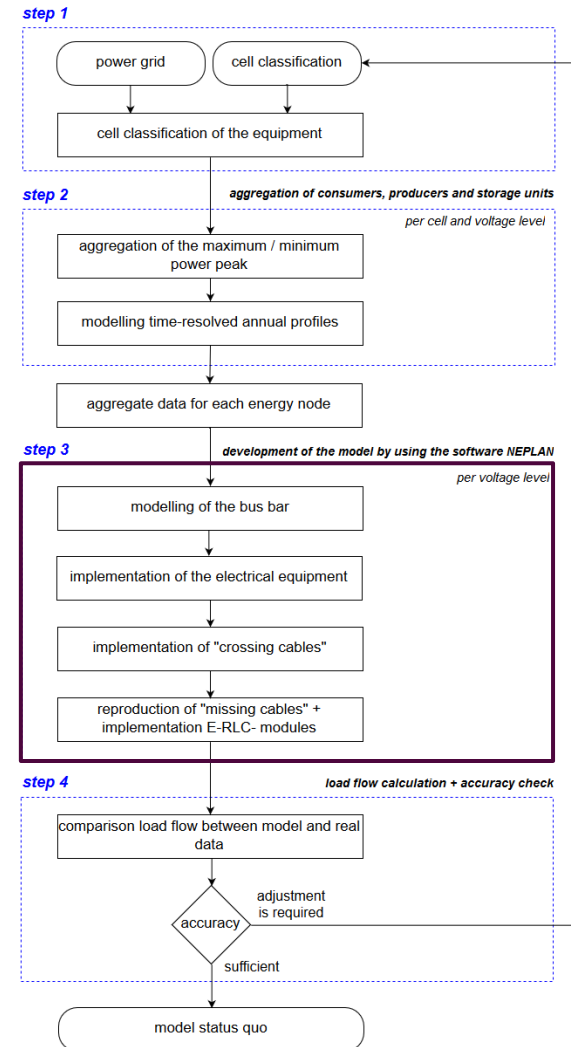 step 1
power grid
cell classification
cell classification of the equipment
step 2
aggregation of consumers, producers and storage units
per cell and voltage level
aggregation of the maximum / minimum
power peak
modelling time-resolved annual profiles
aggregate data for each energy node
step 3
development of the model by using the software NEPLAN
per voltage level
modelling of the bus bar
implementation of the electrical equipment
implementation of "crossing cables"
reproduction of "missing cables" +
implementation E-RLC- modules
step 4
load flow calculation + accuracy check
comparison load flow between model and real
data
adjustment
is required
accuracy
sufficient
model status quo